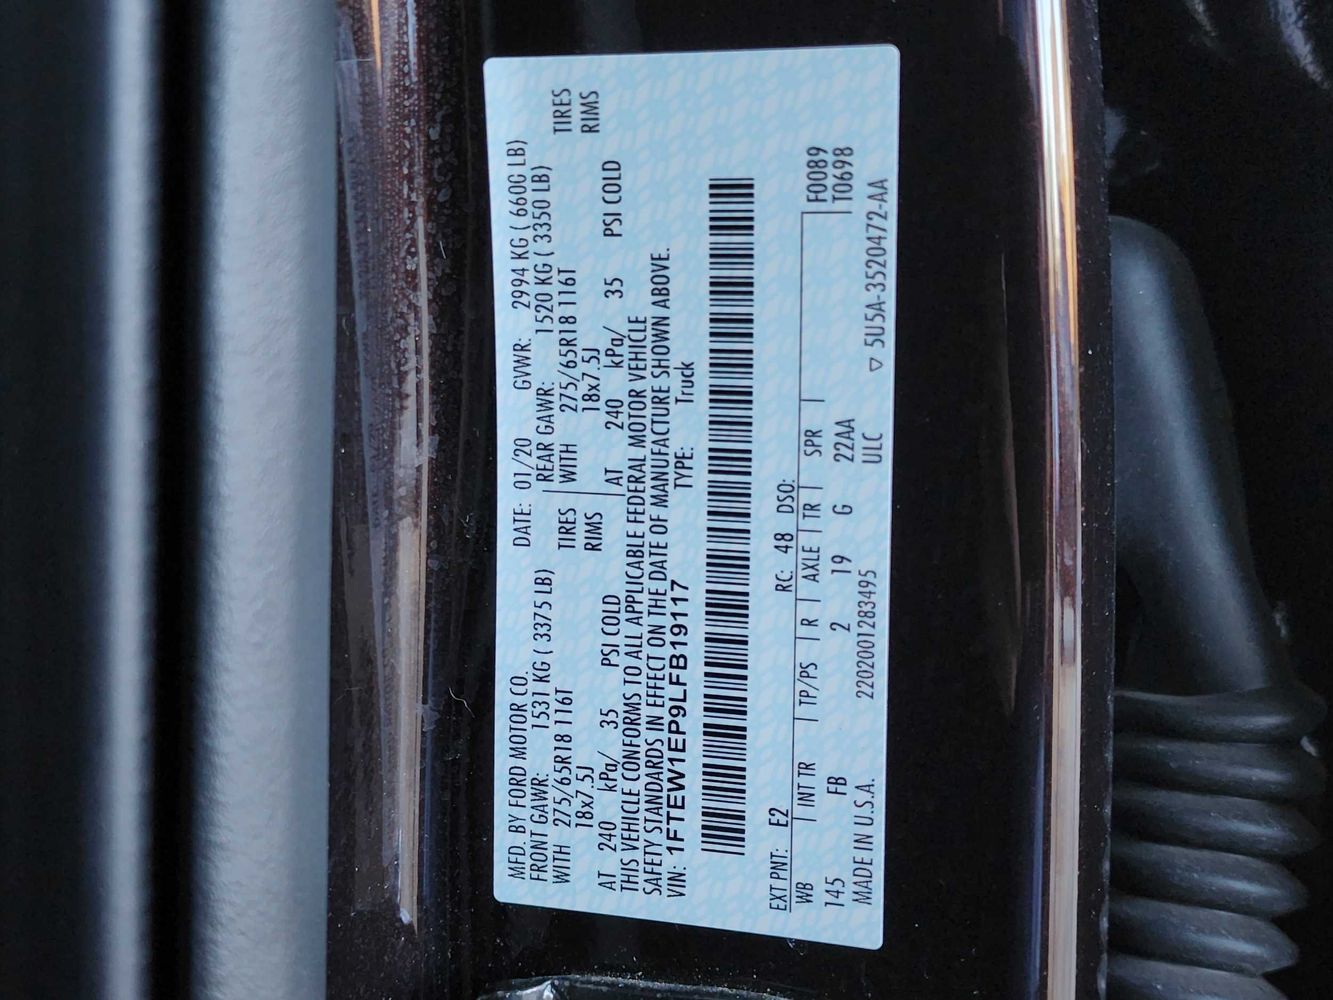 MFD. BY FORD MOTOR CO. DATE: 01/20 GVWR: 2994 KG ( 6600 LB)
FRONT GAWR: 1531 KG ( 3375 LB) REAR GAWR: 1520 KG ( 3350 LB)
WITH 275/65R18 116T TIRES WITH 275/65R18 116T TIRES
18x7.5J RIMS 18x7.5J RIMS
AT 240 kPa/ 35 PSI COLD AT 240 kPa/ 35 PSI COLD
THIS VEHICLE CONFORMS TO ALL APPLICABLE FEDERAL MOTOR VEHICLE
SAFETY STANDARDS IN EFFECT ON THE DATE OF MANUFACTURE SHOWN ABOVE.
VIN: 1FTEW1EP9LFB19117 TYPE: Truck
EXT PNT: E2 RC: 48 DSO:
WB | INT TR | TP/PS | R | AXLE | TR | SPR | F0089
145 FB 2 19 G 22AA T0698
MADE IN U.S.A. 2202001283495 ULC ▽ 5U5A-3520472-AA